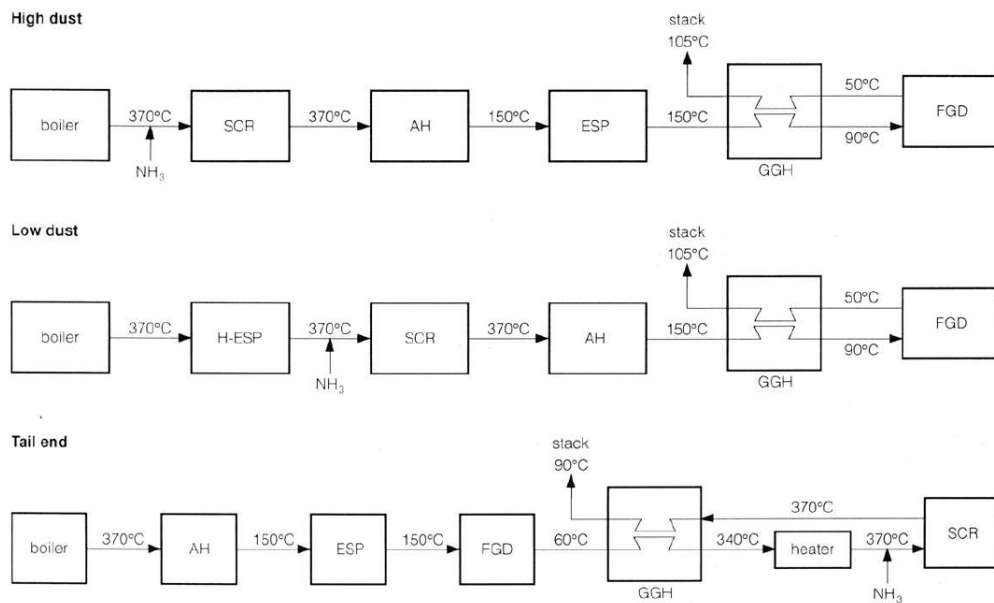 High dust
stack
105°C
boiler
370°C
NH₃
SCR
370°C
AH
150°C
ESP
150°C
GGH
50°C
90°C
FGD
Low dust
stack
105°C
boiler
370°C
H-ESP
370°C
NH₃
SCR
370°C
AH
150°C
GGH
50°C
90°C
FGD
Tail end
stack
90°C
boiler
370°C
AH
150°C
ESP
150°C
FGD
60°C
GGH
370°C
340°C
heater
370°C
NH₃
SCR